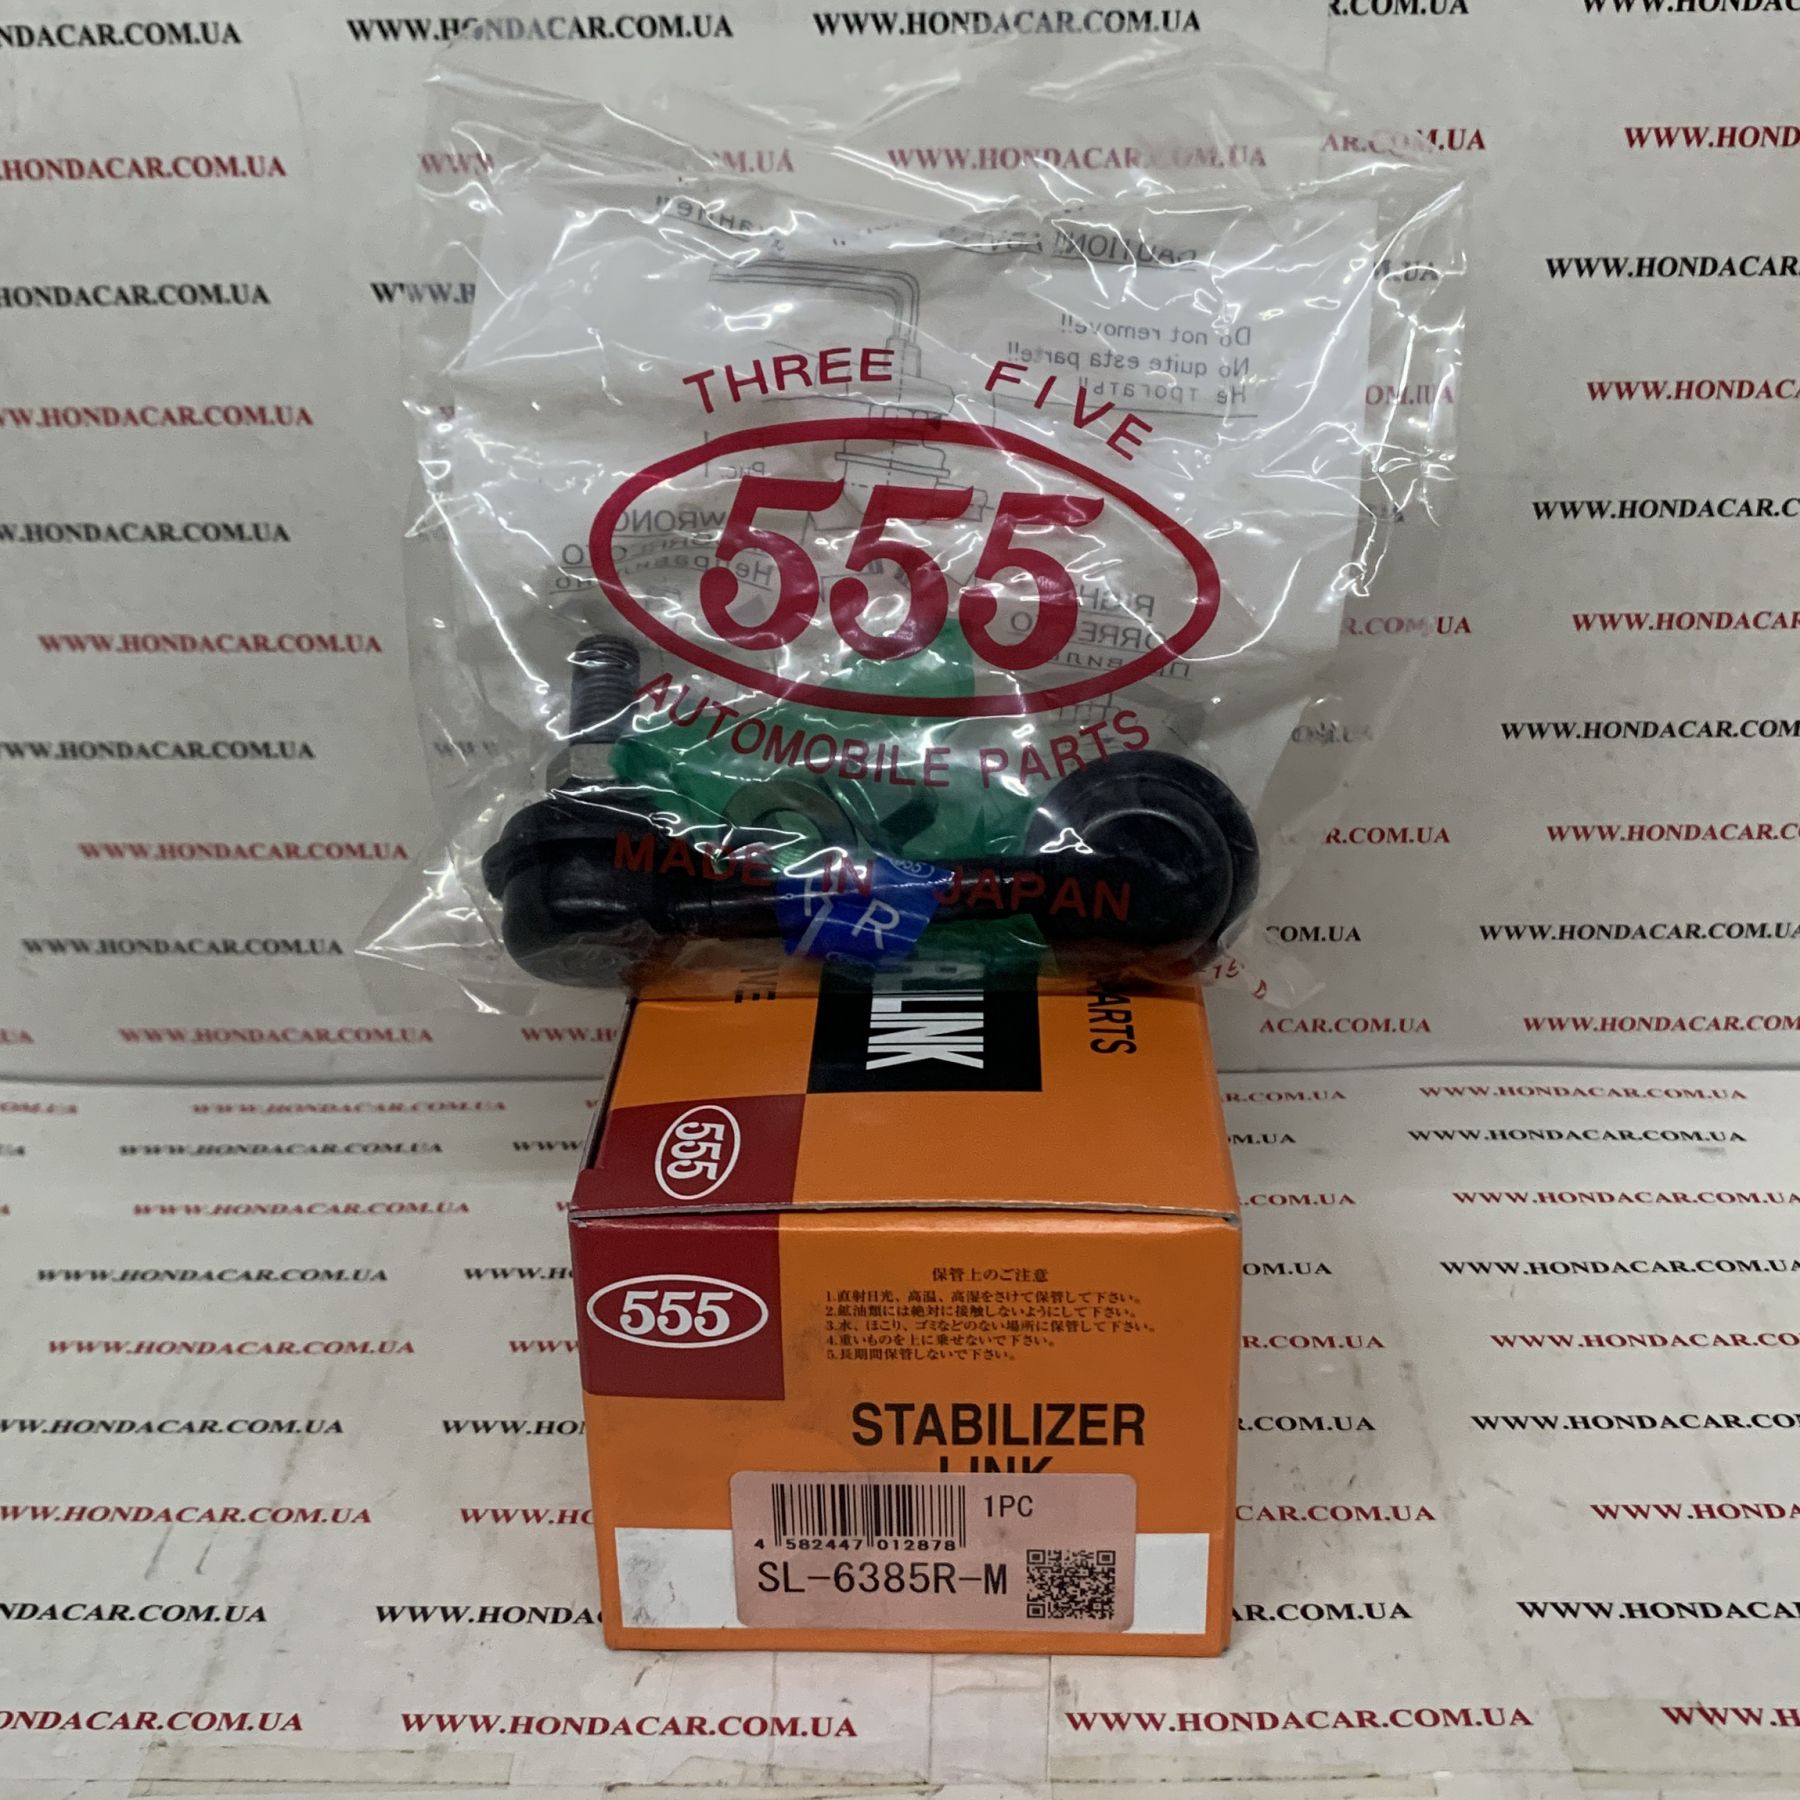 WWW.HONDACAR.COM.UA
CAUTION!!
Do not remove!!
No quite esta parte!!
Не трогать!!
THREE FIVE
555
AUTOMOBILE PARTS
MADE IN JAPAN
R
555
LINK
555
555
保管上のご注意
1.直射日光、高温、高湿をさけて保管して下さい。
2.鉱油類には絶対に接触しないようにして下さい。
3.水、ほこり、ゴミなどのない場所に保管して下さい。
4.重いものを上に乗せないで下さい。
5.長期間保管しないで下さい。
STABILIZER
LINK
1PC
4 582447 012878
SL-6385R-M